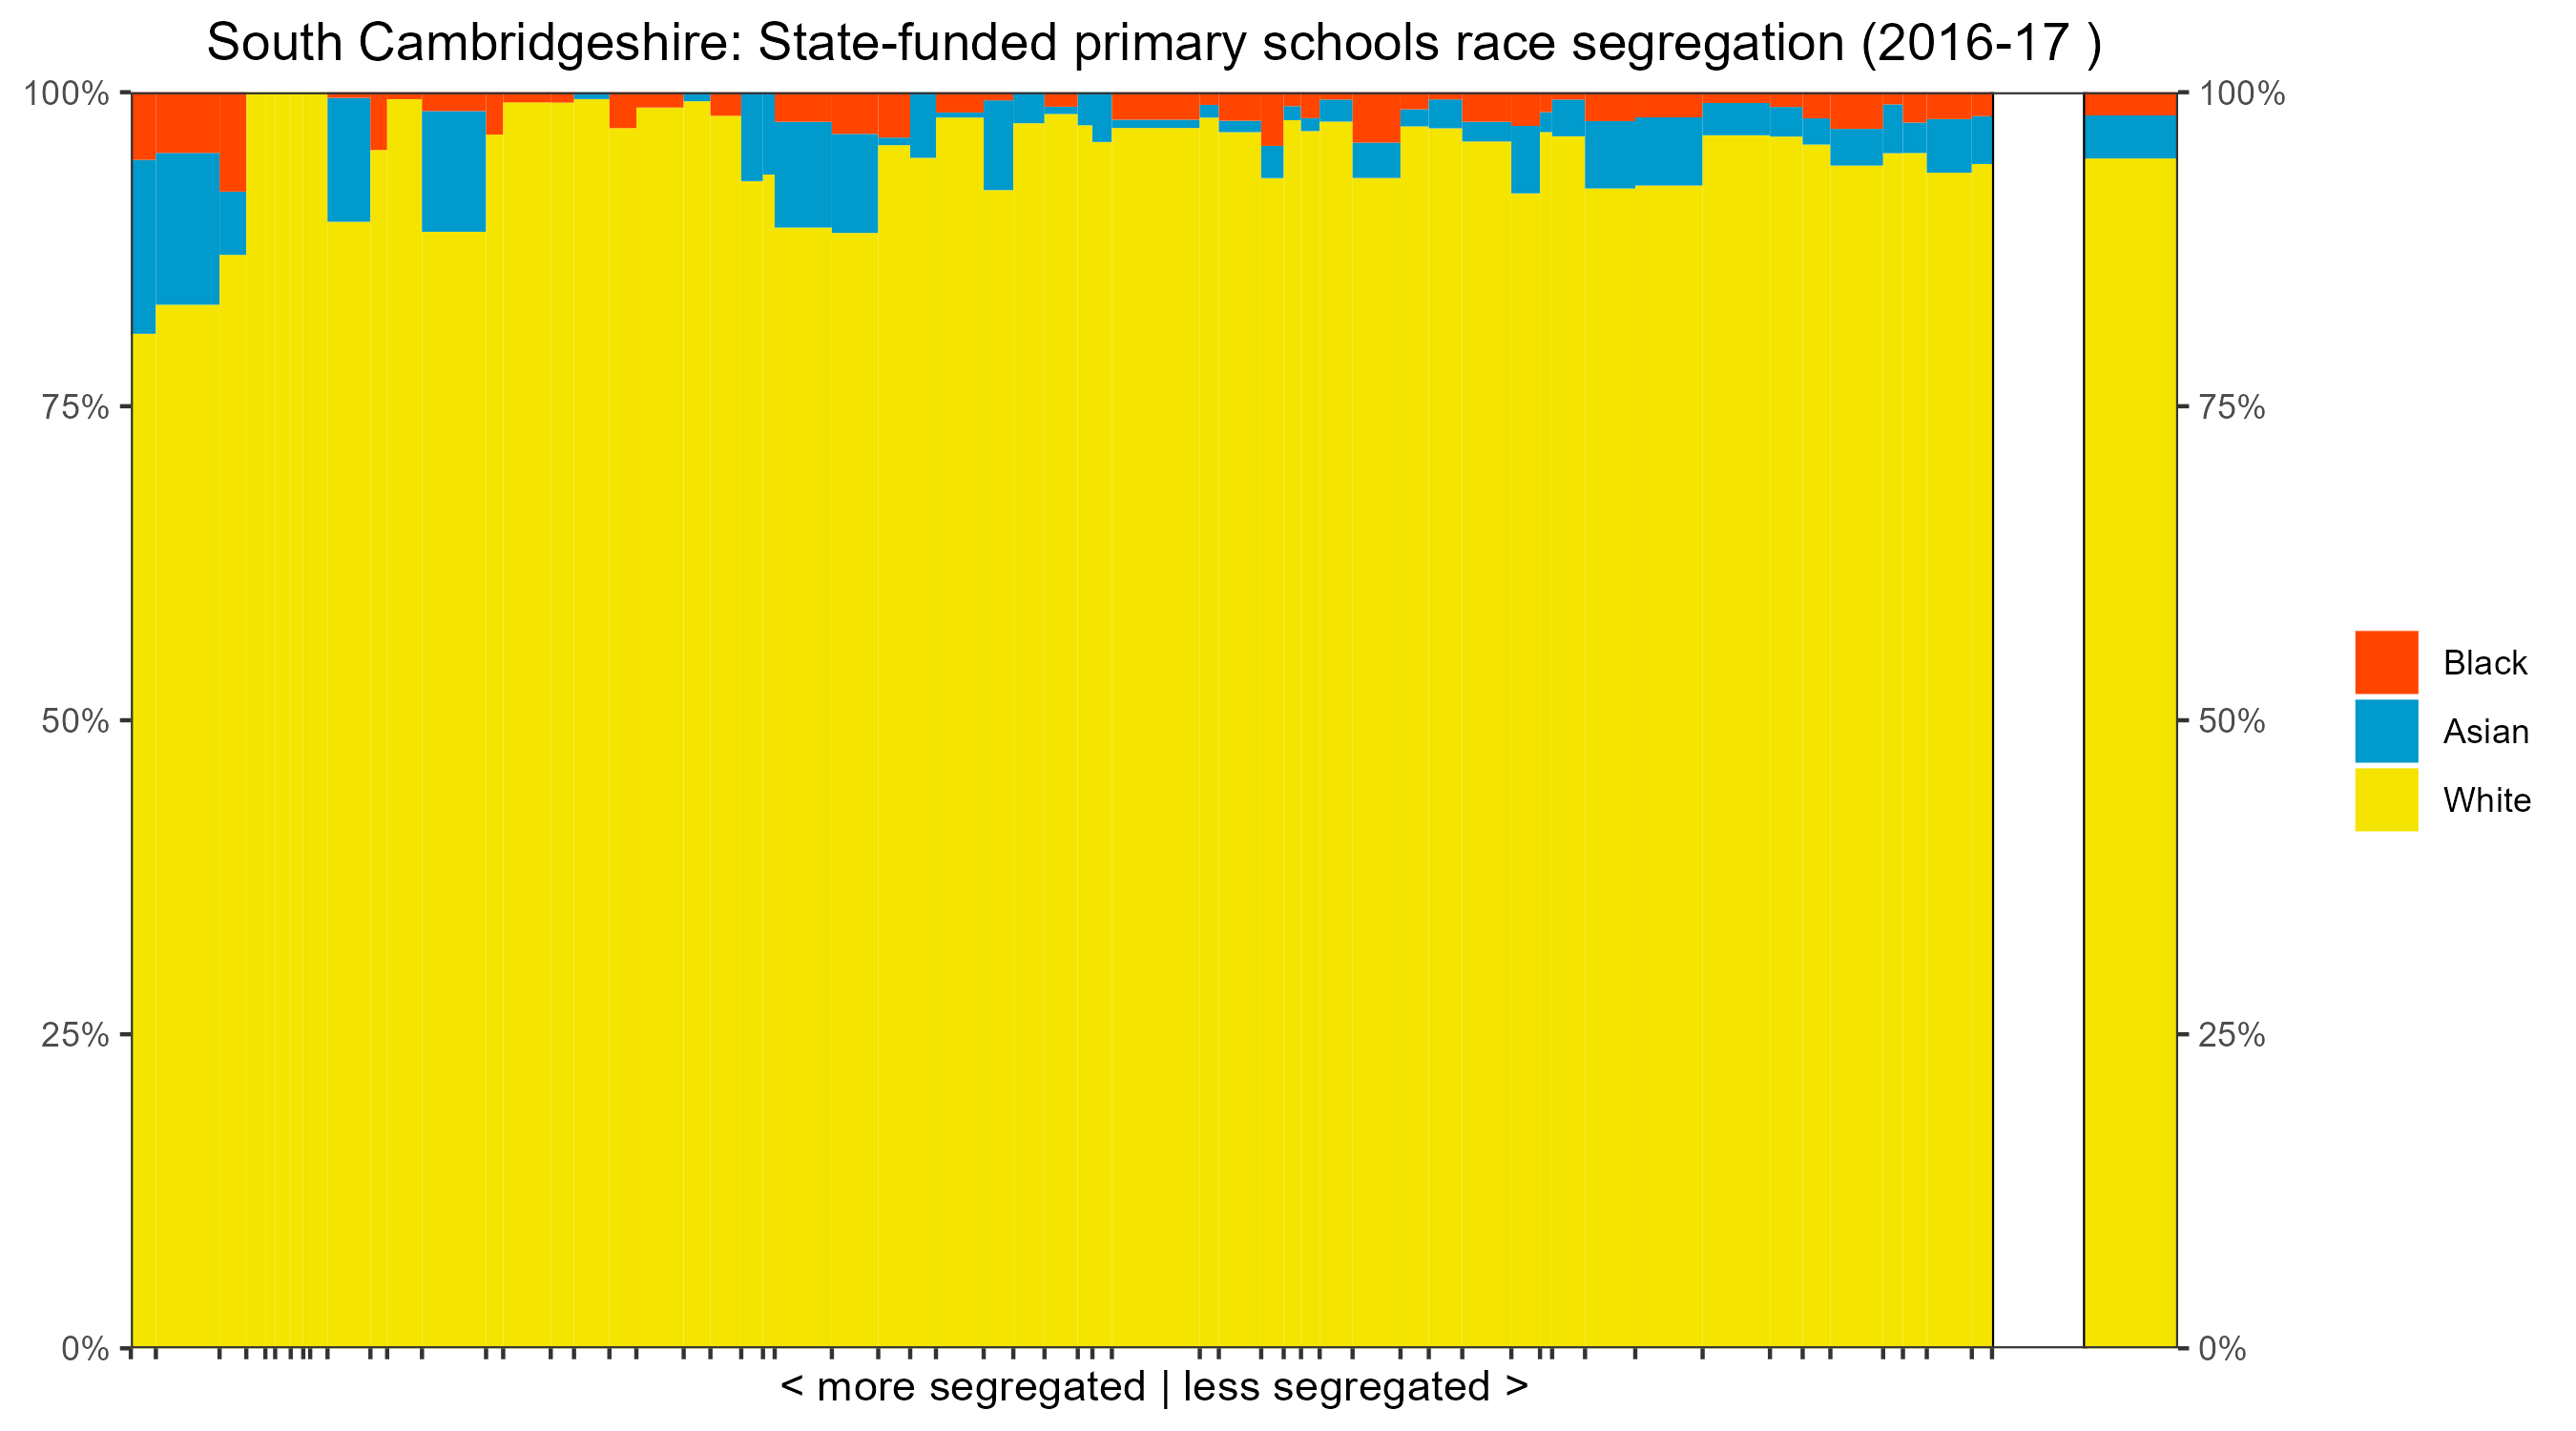 South Cambridgeshire: State-funded primary schools race segregation (2016-17 )
100%
75%
50%
25%
0%
100%
75%
50%
25%
0%
Black
Asian
White
< more segregated | less segregated >